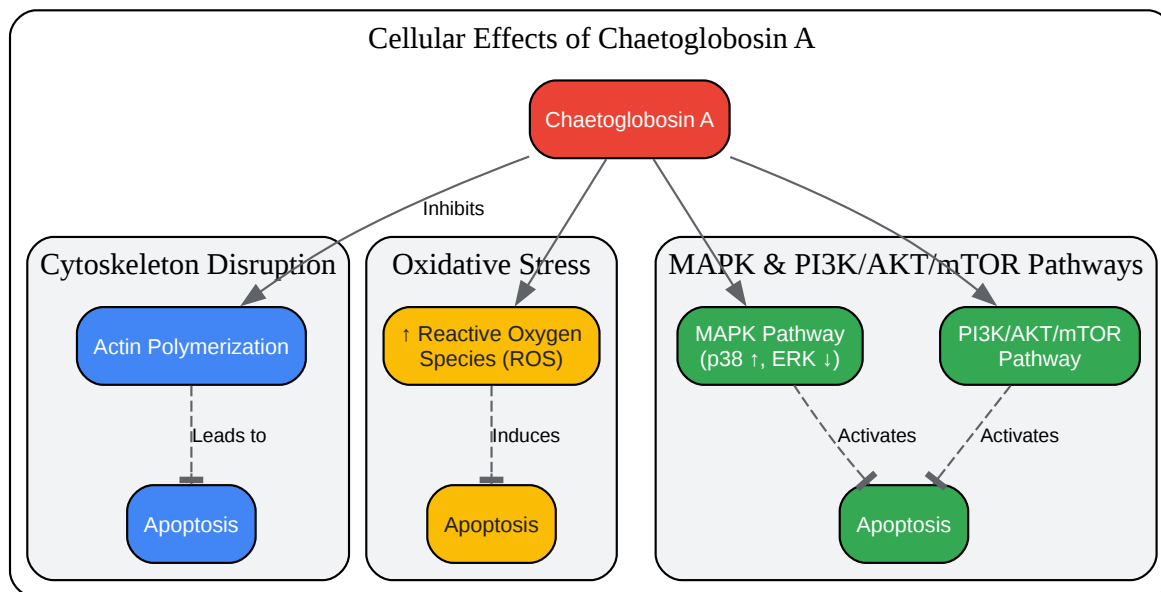 Cellular Effects of Chaetoglobosin A
Chaetoglobosin A
Inhibits
Cytoskeleton Disruption
Oxidative Stress
MAPK & PI3K/AKT/mTOR Pathways
Actin Polymerization
↑ Reactive Oxygen
Species (ROS)
MAPK Pathway
(p38 ↑, ERK ↓)
PI3K/AKT/mTOR
Pathway
Leads to
Induces
Activates
Activates
Apoptosis
Apoptosis
Apoptosis